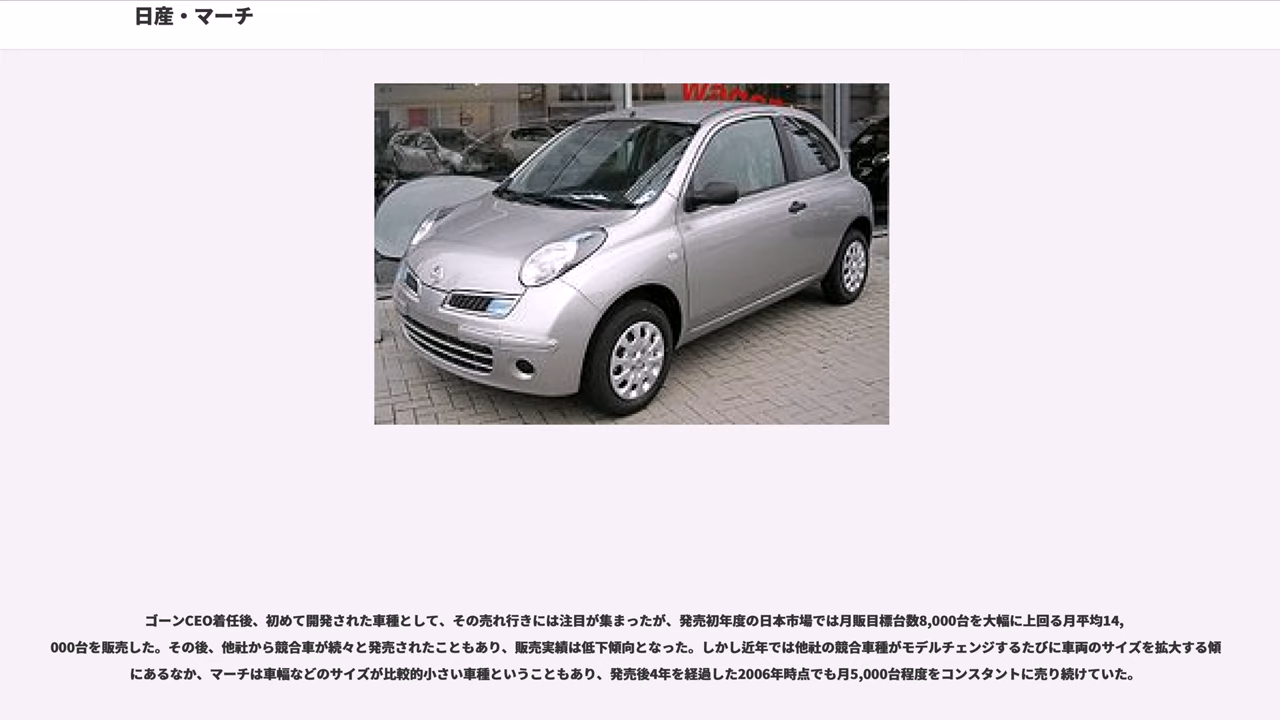 日産・マーチ
wagon
ゴーンCEO着任後、初めて開発された車種として、その売れ行きには注目が集まったが、発売初年度の日本市場では月販目標台数8,000台を大幅に上回る月平均14,
000台を販売した。その後、他社から競合車が続々と発売されたこともあり、販売実績は低下傾向となった。しかし近年では他社の競合車種がモデルチェンジするたびに車両のサイズを拡大する傾
にあるなか、マーチは車幅などのサイズが比較的小さい車種ということもあり、発売後4年を経過した2006年時点でも月5,000台程度をコンスタントに売り続けていた。